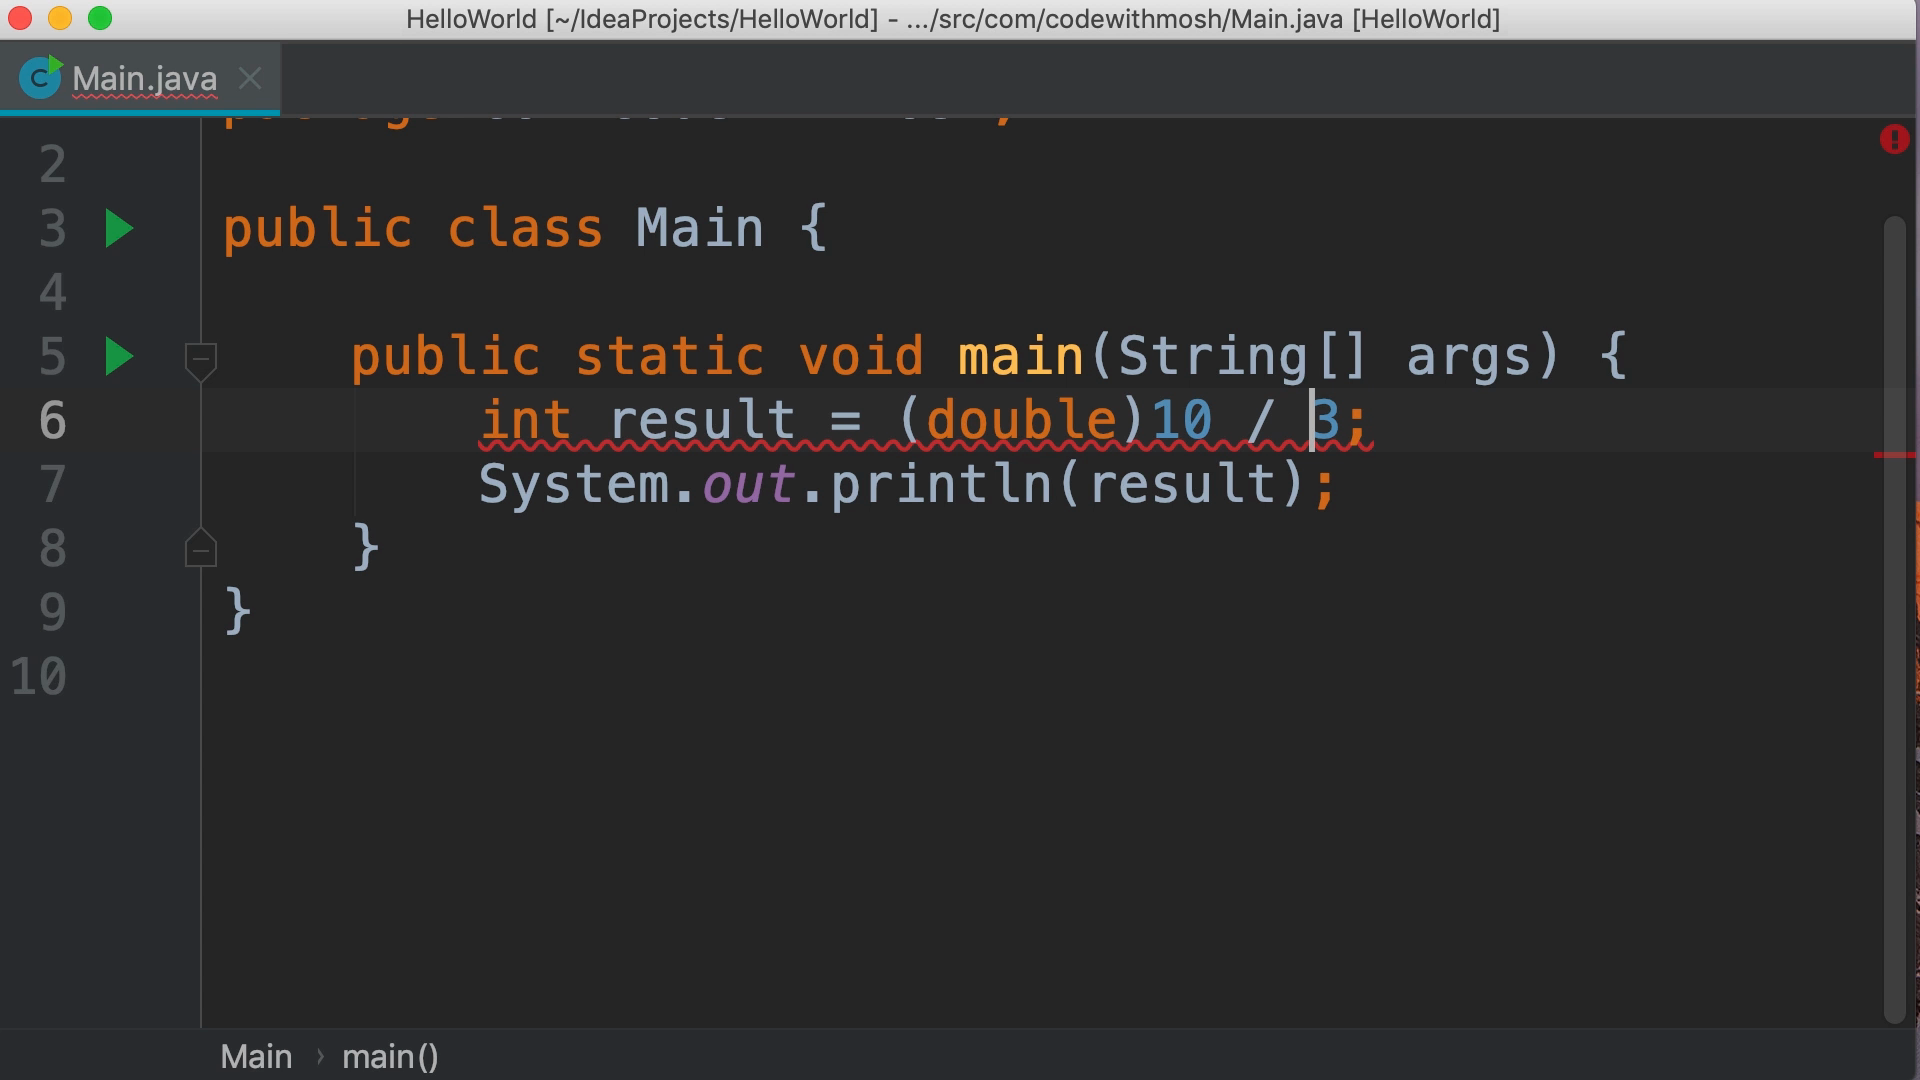 HelloWorld [~/IdeaProjects/HelloWorld] - .../src/com/codewithmosh/Main.java [HelloWorld]
Main.java
2
3 public class Main {
4
5 public static void main(String[] args) {
6 int result = (double)10 / 3;
7 System.out.println(result);
8 }
9 }
10
Main › main()